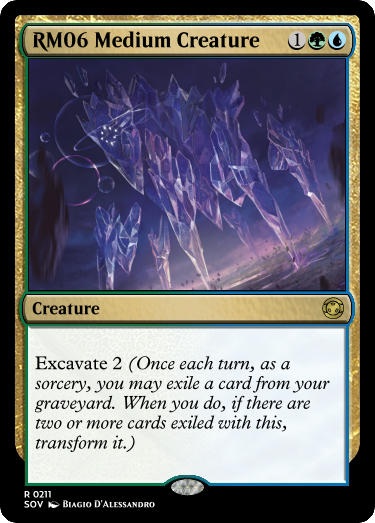 RM06 Medium Creature 1
Creature
Excavate 2 (Once each turn, as a
sorcery, you may exile a card from your
graveyard. When you do, if there are
two or more cards exiled with this,
transform it.)
R 0211
SOV Biagio D'Alessandro